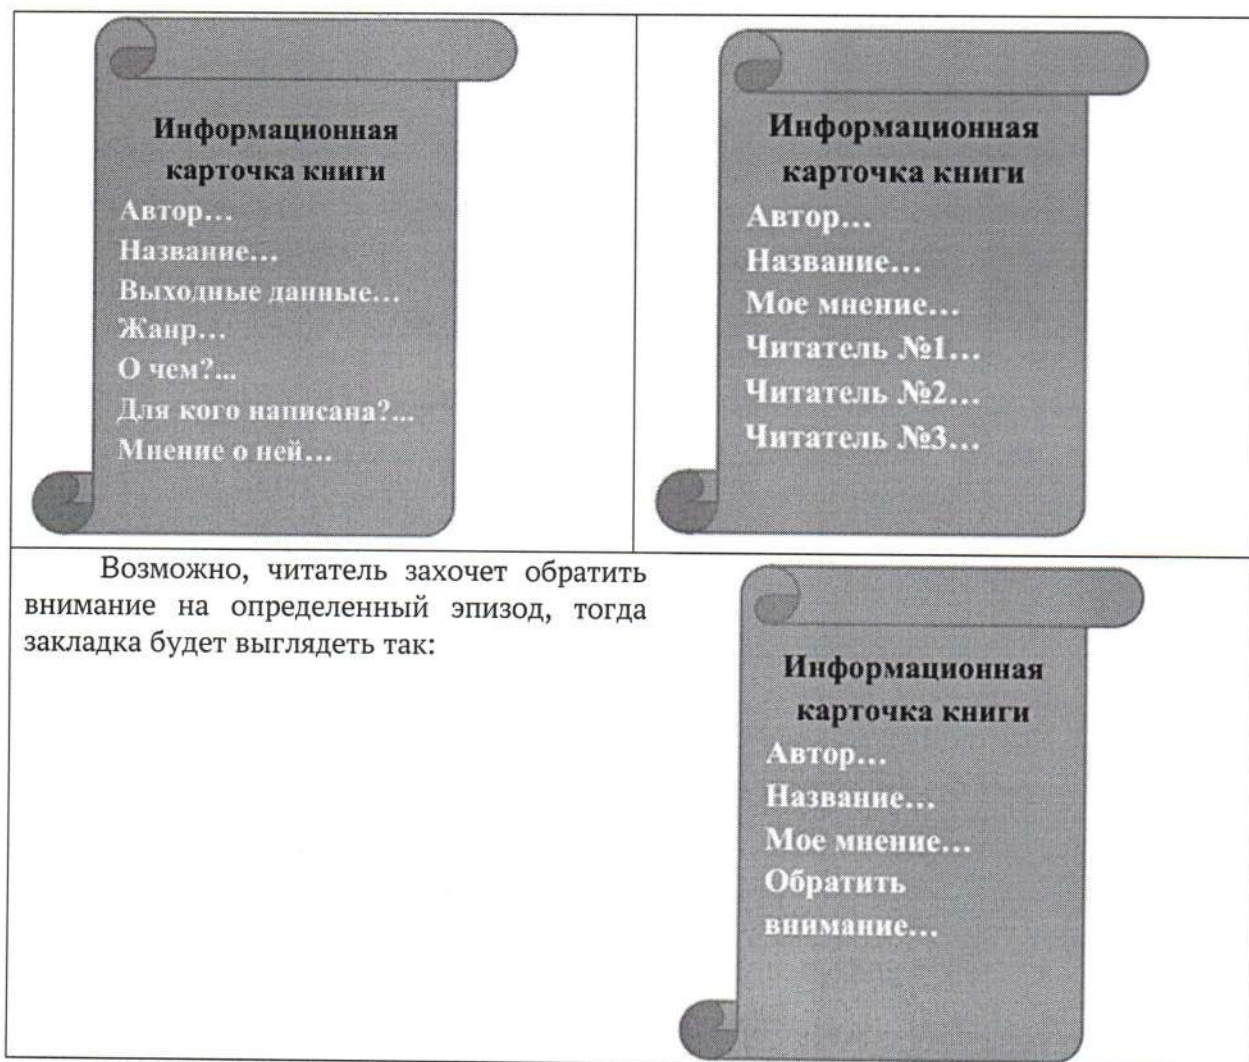 Информационная
карточка книги
Автор...
Название...
Выходные данные...
Жанр...
О чем?...
Для кого написана?...
Мнение о ней...
Информационная
карточка книги
Автор...
Название...
Мое мнение...
Читатель №1...
Читатель №2...
Читатель №3...
Возможно, читатель захочет обратить
внимание на определенный эпизод, тогда
закладка будет выглядеть так:
Информационная
карточка книги
Автор...
Название...
Мое мнение...
Обратить
внимание...